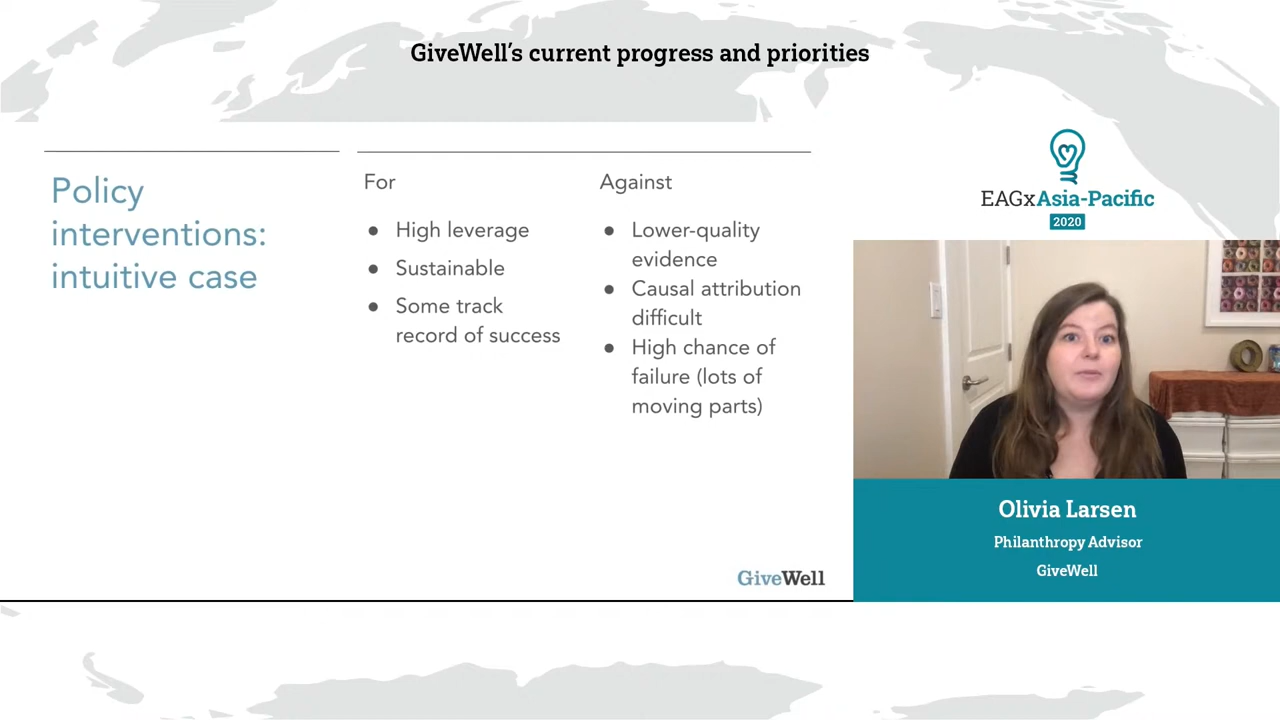 GiveWell's current progress and priorities
Policy
interventions:
intuitive case
For
● High leverage
● Sustainable
● Some track
record of success
Against
● Lower-quality
evidence
● Causal attribution
difficult
● High chance of
failure (lots of
moving parts)
GiveWell
EAGxAsia-Pacific
2020
Olivia Larsen
Philanthropy Advisor
GiveWell